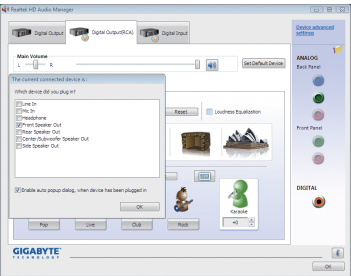 Realtek HD Audio Manager
Digital Output
Digital Output(RCA)
Digital Input
Device advanced
settings
Main Volume
L
R
Set Default Device
ANALOG
Back Panel
The current connected device is:
Which device did you plug in?
Line In
Mic In
Headphone
Front Speaker Out
Rear Speaker Out
Center/Subwoofer Speaker Out
Side Speaker Out
Reset
Loudness Equalization
Front Panel
Enable auto popup dialog, when device has been plugged in
OK
DIGITAL
Karaoke
+0
Pop
Live
Club
Rock
GIGABYTE
TECHNOLOGY
OK